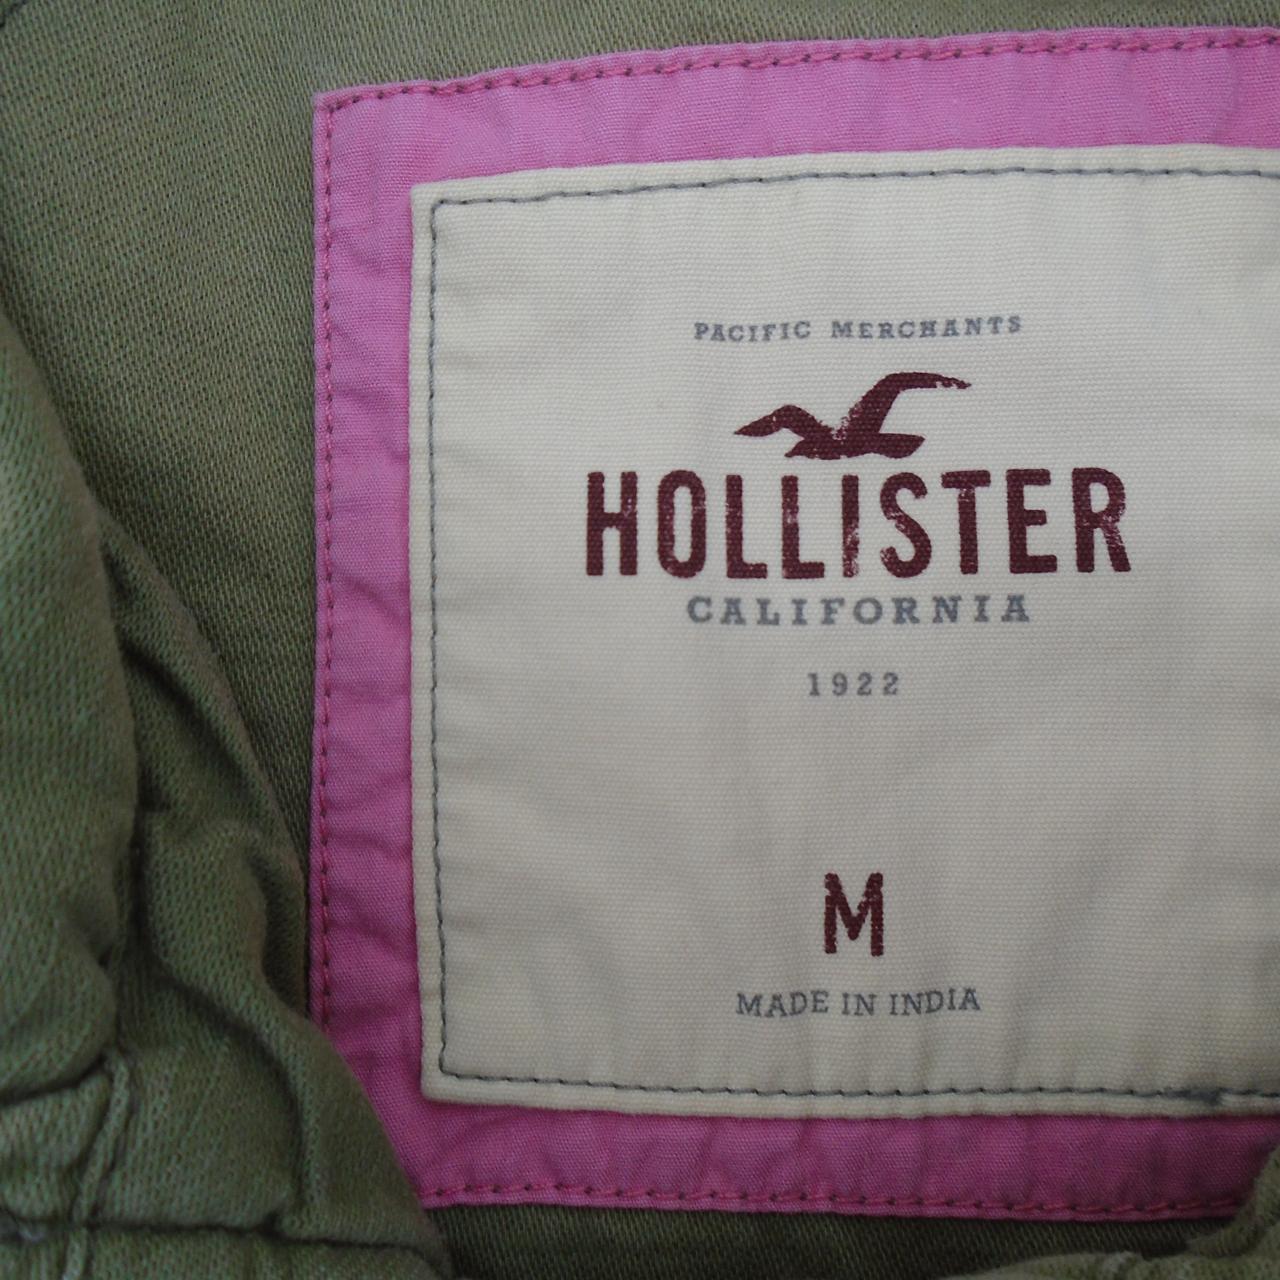 PACIFIC MERCHANTS
HOLLISTER
CALIFORNIA
1922
M
MADE IN INDIA